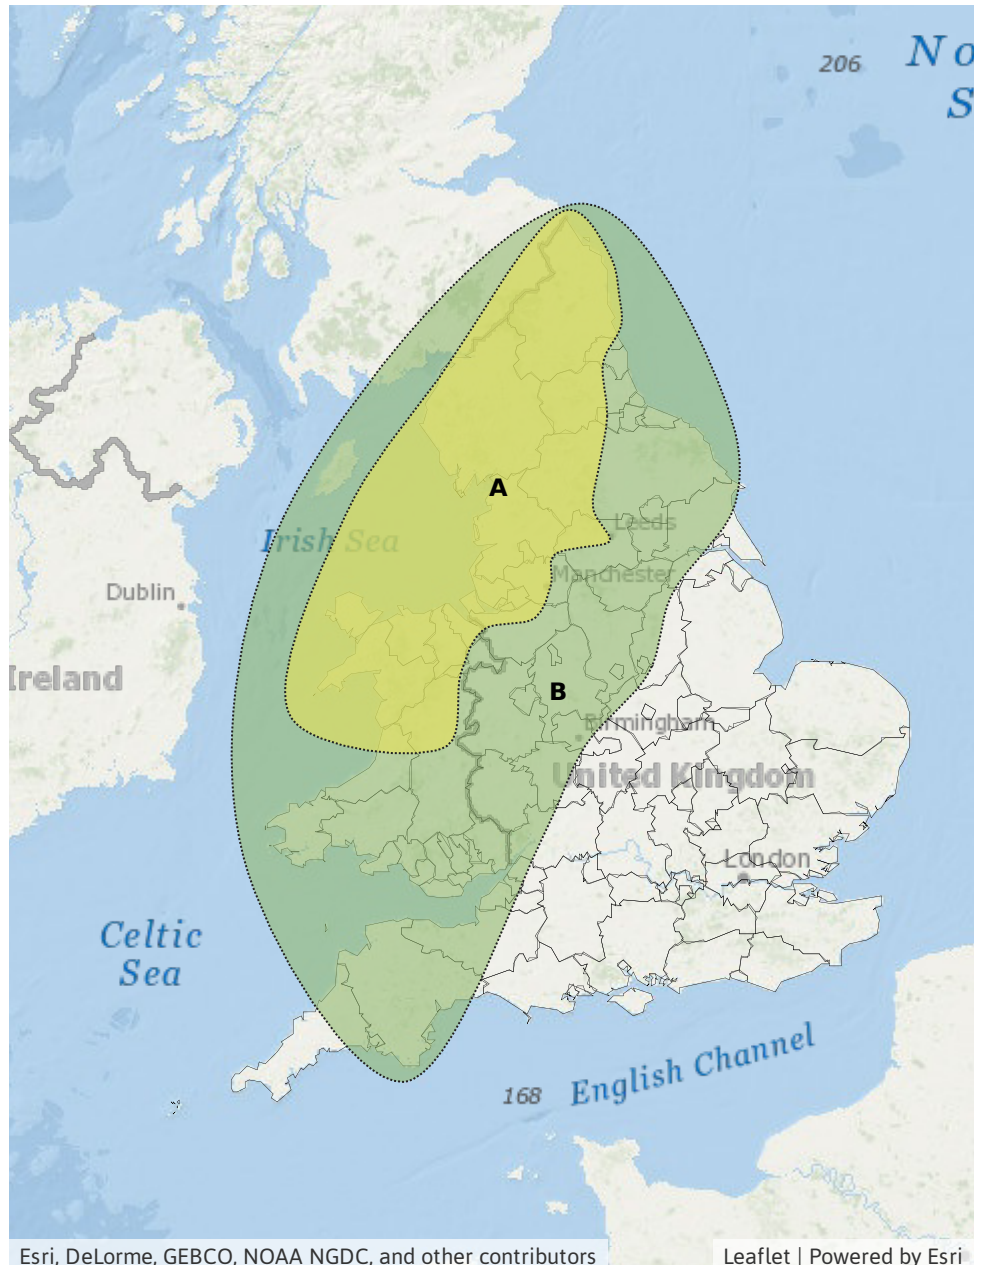 206
No
S
A
Leeds
Irish Sea
Manchester
Dublin
Ireland
B
Birmingham
United Kingdom
London
Celtic
Sea
English Channel
168
Esri, DeLorme, GEBCO, NOAA NGDC, and other contributors
Leaflet | Powered by Esri